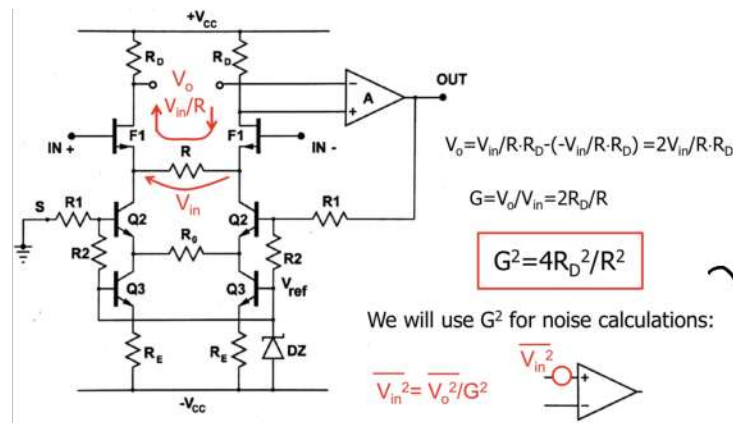 +VCC
RD
RD
Vo
OUT
−
A
+
Vin/R
F1
F1
IN +
IN -
R
Vo=Vin/R·RD-(-Vin/R·RD) =2Vin/R·RD
Vin
S
R1
R1
G=Vo/Vin=2RD/R
Q2
Q2
R0
R2
R2
G²=4RD²/R²
Q3
Q3
Vref
We will use G² for noise calculations:
RE
RE
DZ
Vin²
+
−
Vin²= Vo²/G²
-VCC